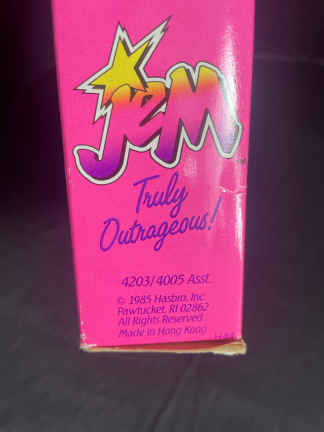 JEM
Truly
Outrageous!
4203/4005 Asst.
© 1985 Hasbro, Inc
Pawtucket, RI 02862
All Rights Reserved
Made in Hong Kong